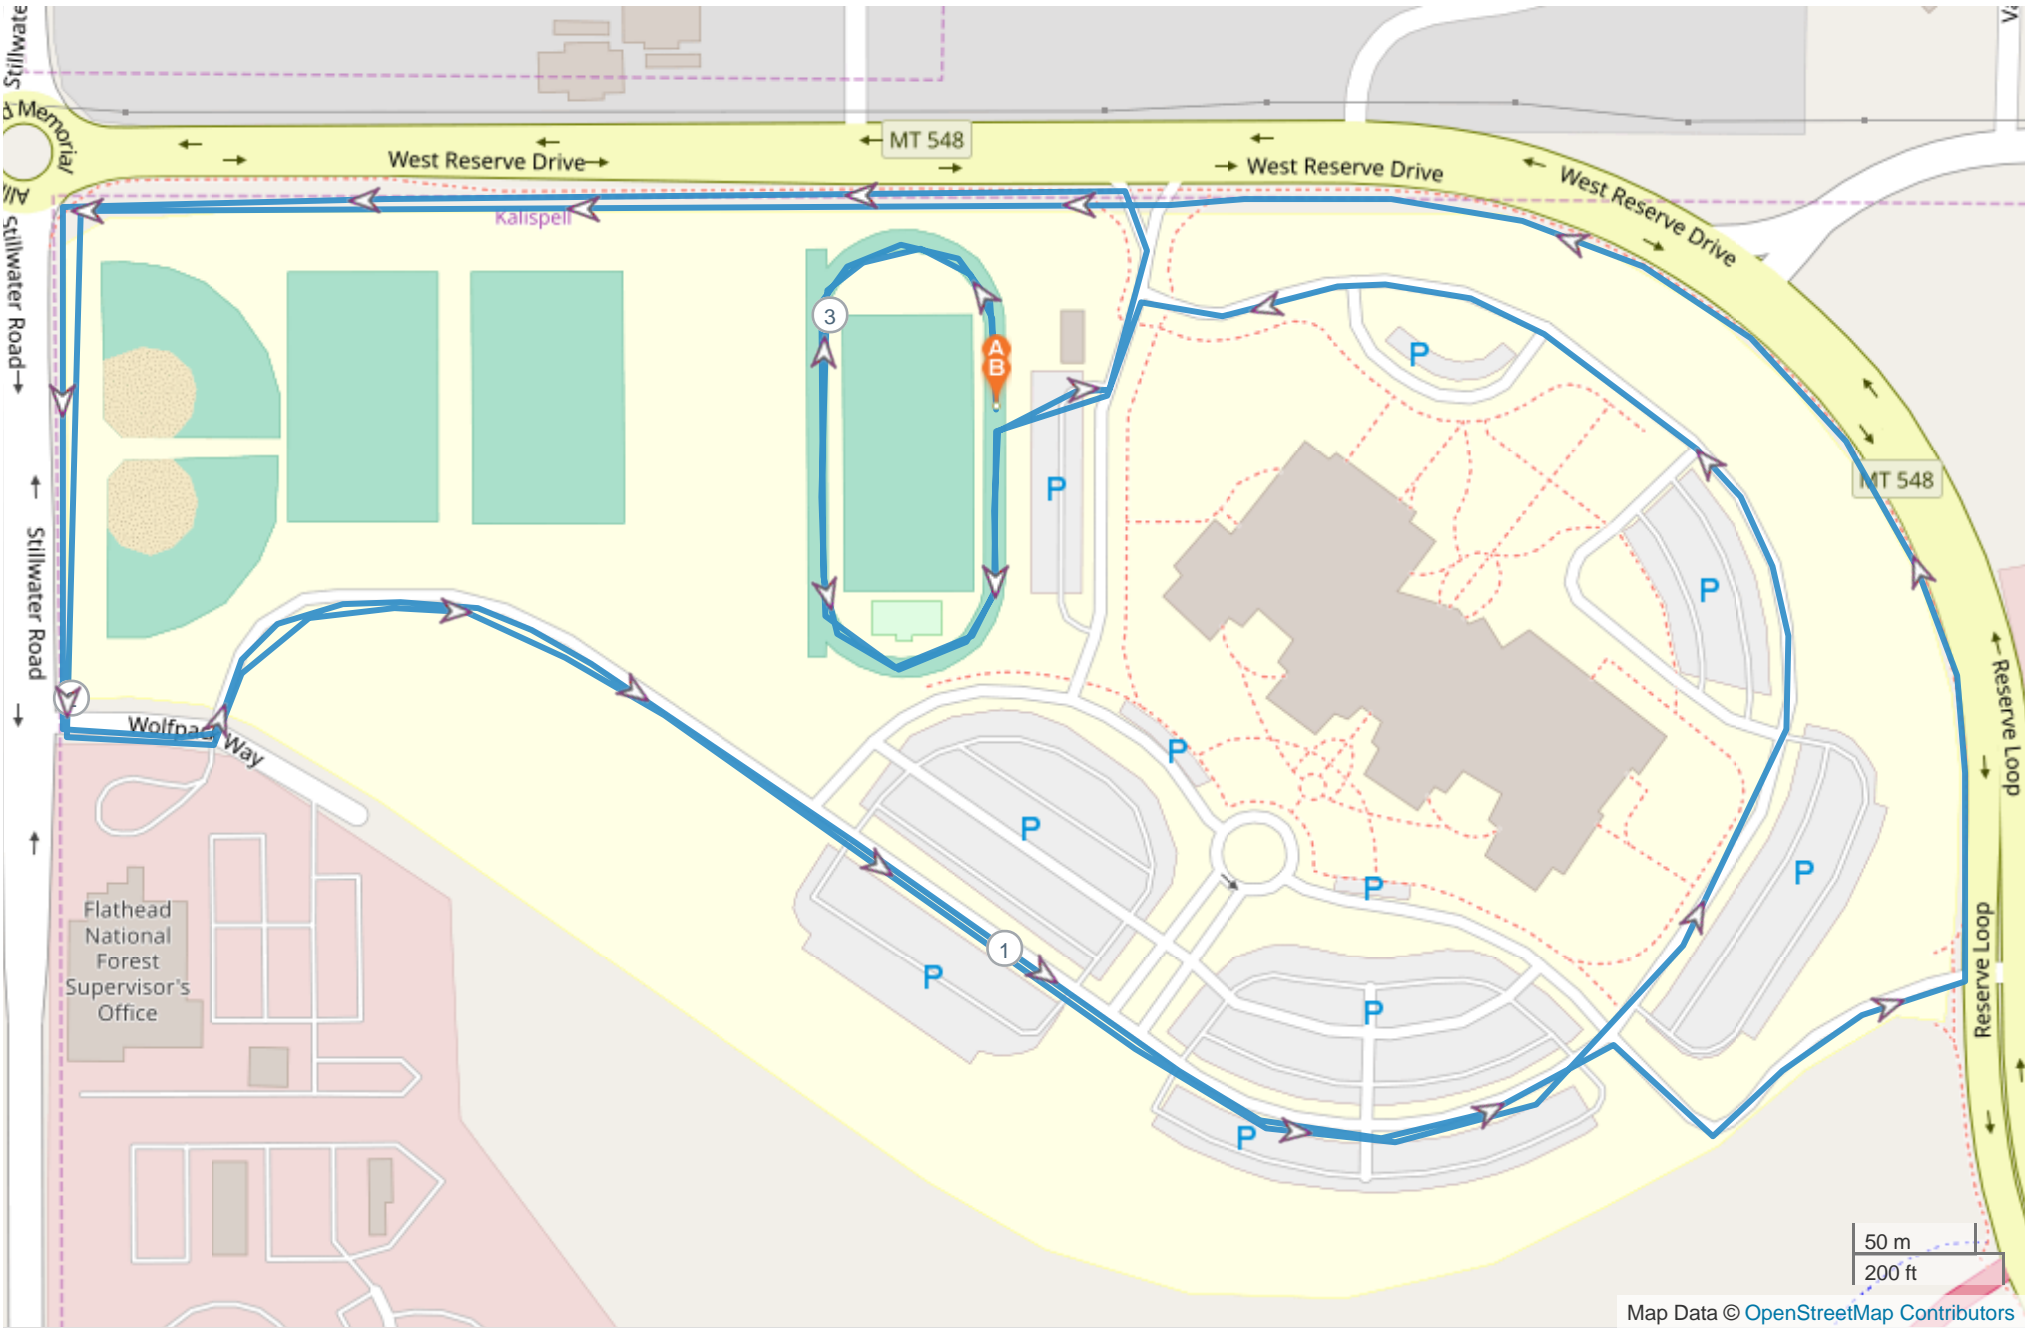 Memorial
MT 548
West Reserve Drive
West Reserve Drive
West Reserve Drive
Kalispell
Stillwater Road
3
A
B
P
P
MT 548
P
P
Stillwater Road
Reserve Loop
Wolfpack Way
P
P
P
P
Flathead
National
Forest
Supervisor's
Office
1
P
P
P
Reserve Loop
50 m
200 ft
Map Data © OpenStreetMap Contributors